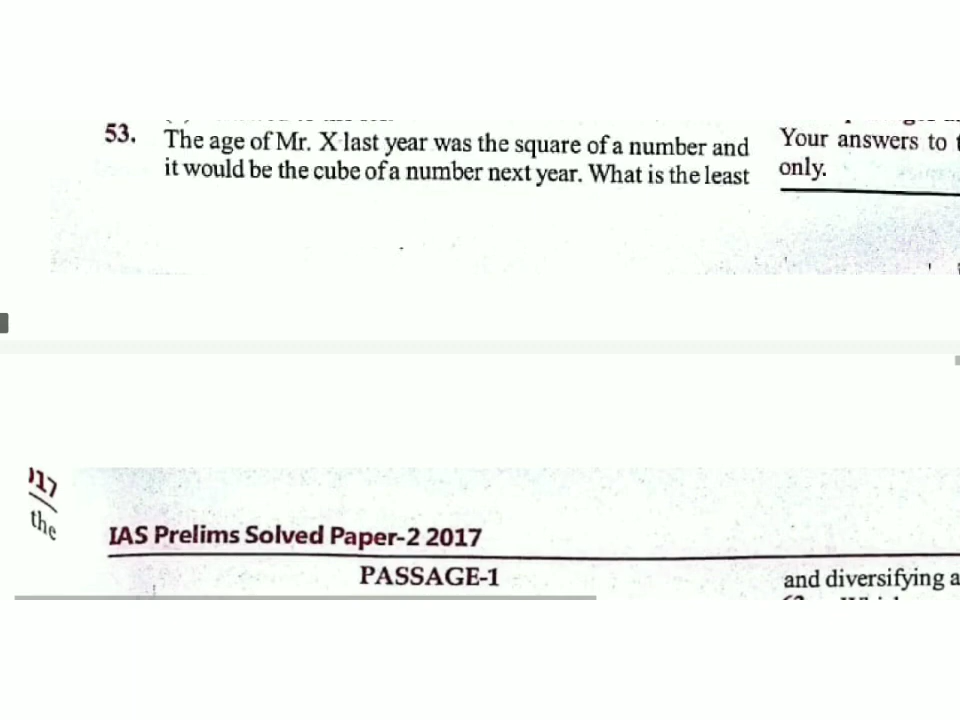 53. The age of Mr. X last year was the square of a number and
it would be the cube of a number next year. What is the least
Your answers to
only.
17
the
IAS Prelims Solved Paper-2 2017
PASSAGE-1
and diversifying a